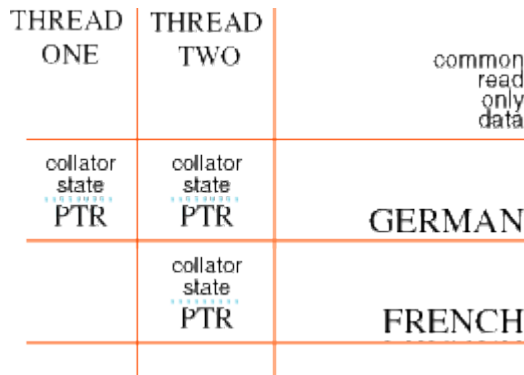 THREAD
ONE
THREAD
TWO
common
read
only
data
collator
state
PTR
collator
state
PTR
GERMAN
collator
state
PTR
FRENCH